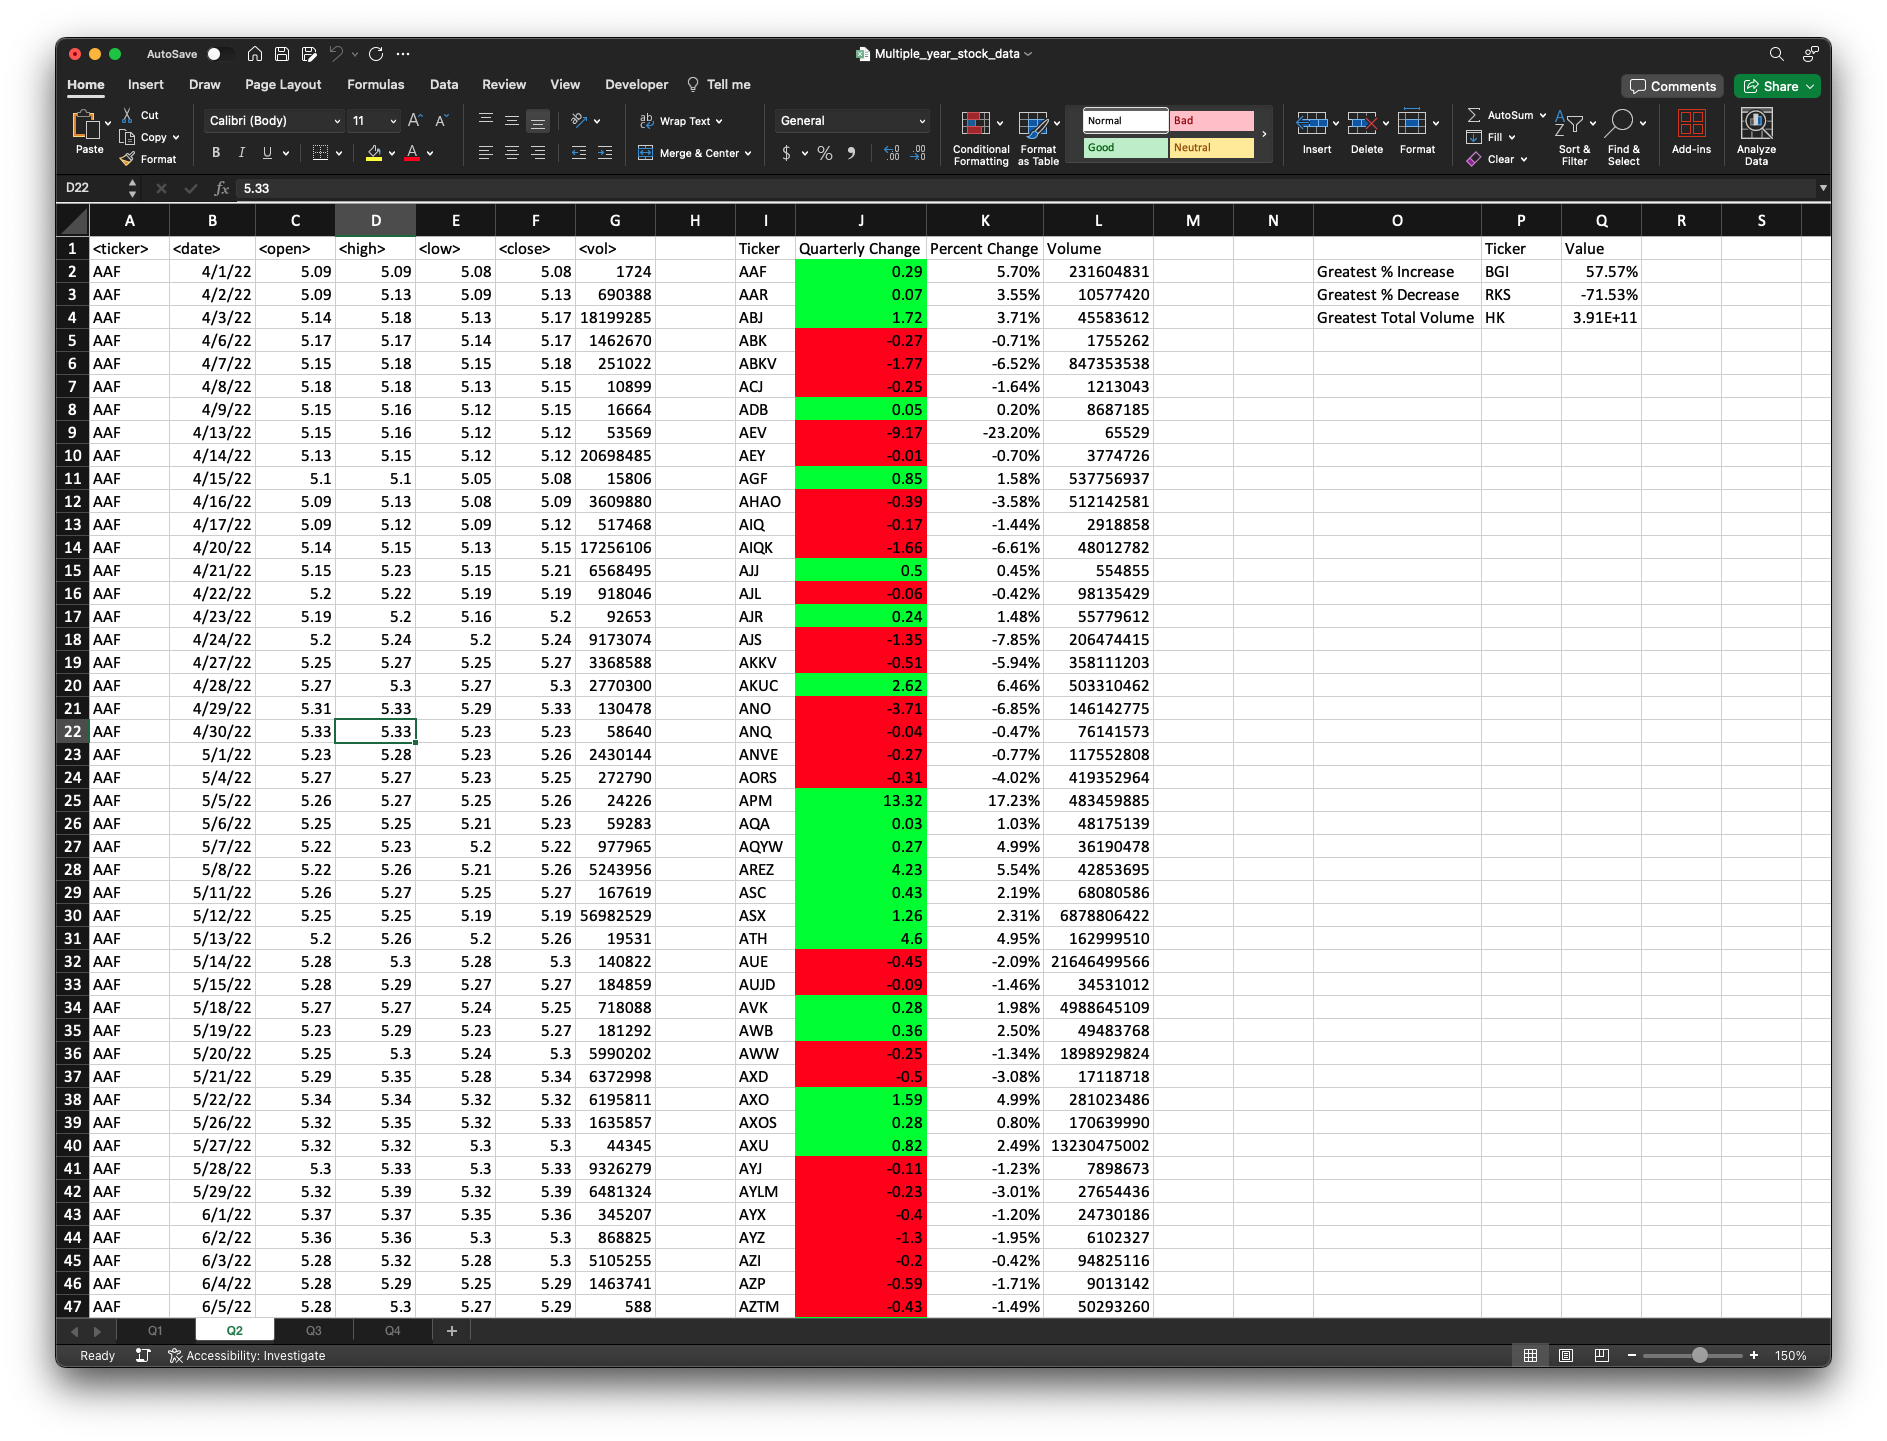 AutoSave
Multiple_year_stock_data
Home Insert Draw Page Layout Formulas Data Review View Developer Tell me Comments Share
Paste Cut Copy Format
Calibri (Body) 11
B I U A
Wrap Text
Merge & Center
General
$ %
Conditional Formatting
Format as Table
Normal Bad
Good Neutral
Insert Delete Format
AutoSum
Fill
Clear
Sort & Filter
Find & Select
Add-ins
Analyze Data
D22 fx 5.33
A B C D E F G H I J K L M N O P Q R S
1 <ticker> <date> <open> <high> <low> <close> <vol> Ticker Quarterly Change Percent Change Volume Ticker Value
2 AAF 4/1/22 5.09 5.09 5.08 5.08 1724 AAF 0.29 5.70% 231604831 Greatest % Increase BGI 57.57%
3 AAF 4/2/22 5.09 5.13 5.09 5.13 690388 AAR 0.07 3.55% 10577420 Greatest % Decrease RKS -71.53%
4 AAF 4/3/22 5.14 5.18 5.13 5.17 18199285 ABJ 1.72 3.71% 45583612 Greatest Total Volume HK 3.91E+11
5 AAF 4/6/22 5.17 5.17 5.14 5.17 1462670 ABK -0.27 -0.71% 1755262
6 AAF 4/7/22 5.15 5.18 5.15 5.18 251022 ABKV -1.77 -6.52% 847353538
7 AAF 4/8/22 5.18 5.18 5.13 5.15 10899 ACJ -0.25 -1.64% 1213043
8 AAF 4/9/22 5.15 5.16 5.12 5.15 16664 ADB 0.05 0.20% 8687185
9 AAF 4/13/22 5.15 5.16 5.12 5.12 53569 AEV -9.17 -23.20% 65529
10 AAF 4/14/22 5.13 5.15 5.12 5.12 20698485 AEY -0.01 -0.70% 3774726
11 AAF 4/15/22 5.1 5.1 5.05 5.08 15806 AGF 0.85 1.58% 537756937
12 AAF 4/16/22 5.09 5.13 5.08 5.09 3609880 AHAO -0.39 -3.58% 512142581
13 AAF 4/17/22 5.09 5.12 5.09 5.12 517468 AIQ -0.17 -1.44% 2918858
14 AAF 4/20/22 5.14 5.15 5.13 5.15 17256106 AIQK -1.66 -6.61% 48012782
15 AAF 4/21/22 5.15 5.23 5.15 5.21 6568495 AJJ 0.5 0.45% 554855
16 AAF 4/22/22 5.2 5.22 5.19 5.19 918046 AJL -0.06 -0.42% 98135429
17 AAF 4/23/22 5.19 5.2 5.16 5.2 92653 AJR 0.24 1.48% 55779612
18 AAF 4/24/22 5.2 5.24 5.2 5.24 9173074 AJS -1.35 -7.85% 206474415
19 AAF 4/27/22 5.25 5.27 5.25 5.27 3368588 AKKV -0.51 -5.94% 358111203
20 AAF 4/28/22 5.27 5.3 5.27 5.3 2770300 AKUC 2.62 6.46% 503310462
21 AAF 4/29/22 5.31 5.33 5.29 5.33 130478 ANO -3.71 -6.85% 146142775
22 AAF 4/30/22 5.33 5.33 5.23 5.23 58640 ANQ -0.04 -0.47% 76141573
23 AAF 5/1/22 5.23 5.28 5.23 5.26 2430144 ANVE -0.27 -0.77% 117552808
24 AAF 5/4/22 5.27 5.27 5.23 5.25 272790 AORS -0.31 -4.02% 419352964
25 AAF 5/5/22 5.26 5.27 5.25 5.26 24226 APM 13.32 17.23% 483459885
26 AAF 5/6/22 5.25 5.25 5.21 5.23 59283 AQA 0.03 1.03% 48175139
27 AAF 5/7/22 5.22 5.23 5.2 5.22 977965 AQYW 0.27 4.99% 36190478
28 AAF 5/8/22 5.22 5.26 5.21 5.26 5243956 AREZ 4.23 5.54% 42853695
29 AAF 5/11/22 5.26 5.27 5.25 5.27 167619 ASC 0.43 2.19% 68080586
30 AAF 5/12/22 5.25 5.25 5.19 5.19 56982529 ASX 1.26 2.31% 6878806422
31 AAF 5/13/22 5.2 5.26 5.2 5.26 19531 ATH 4.6 4.95% 162999510
32 AAF 5/14/22 5.28 5.3 5.28 5.3 140822 AUE -0.45 -2.09% 21646499566
33 AAF 5/15/22 5.28 5.29 5.27 5.27 184859 AUJD -0.09 -1.46% 34531012
34 AAF 5/18/22 5.27 5.27 5.24 5.25 718088 AVK 0.28 1.98% 4988645109
35 AAF 5/19/22 5.23 5.29 5.23 5.27 181292 AWB 0.36 2.50% 49483768
36 AAF 5/20/22 5.25 5.3 5.24 5.3 5990202 AWW -0.25 -1.34% 1898929824
37 AAF 5/21/22 5.29 5.35 5.28 5.34 6372998 AXD -0.5 -3.08% 17118718
38 AAF 5/22/22 5.34 5.34 5.32 5.32 6195811 AXO 1.59 4.99% 281023486
39 AAF 5/26/22 5.32 5.35 5.32 5.33 1635857 AXOS 0.28 0.80% 170639990
40 AAF 5/27/22 5.32 5.32 5.3 5.3 44345 AXU 0.82 2.49% 13230475002
41 AAF 5/28/22 5.3 5.33 5.3 5.33 9326279 AYJ -0.11 -1.23% 7898673
42 AAF 5/29/22 5.32 5.39 5.32 5.39 6481324 AYLM -0.23 -3.01% 27654436
43 AAF 6/1/22 5.37 5.37 5.35 5.36 345207 AYX -0.4 -1.20% 24730186
44 AAF 6/2/22 5.36 5.36 5.3 5.3 868825 AYZ -1.3 -1.95% 6102327
45 AAF 6/3/22 5.28 5.32 5.28 5.3 5105255 AZI -0.2 -0.42% 94825116
46 AAF 6/4/22 5.28 5.29 5.25 5.29 1463741 AZP -0.59 -1.71% 9013142
47 AAF 6/5/22 5.28 5.3 5.27 5.29 588 AZTM -0.43 -1.49% 50293260
Q1 Q2 Q3 Q4 +
Ready Accessibility: Investigate 150%